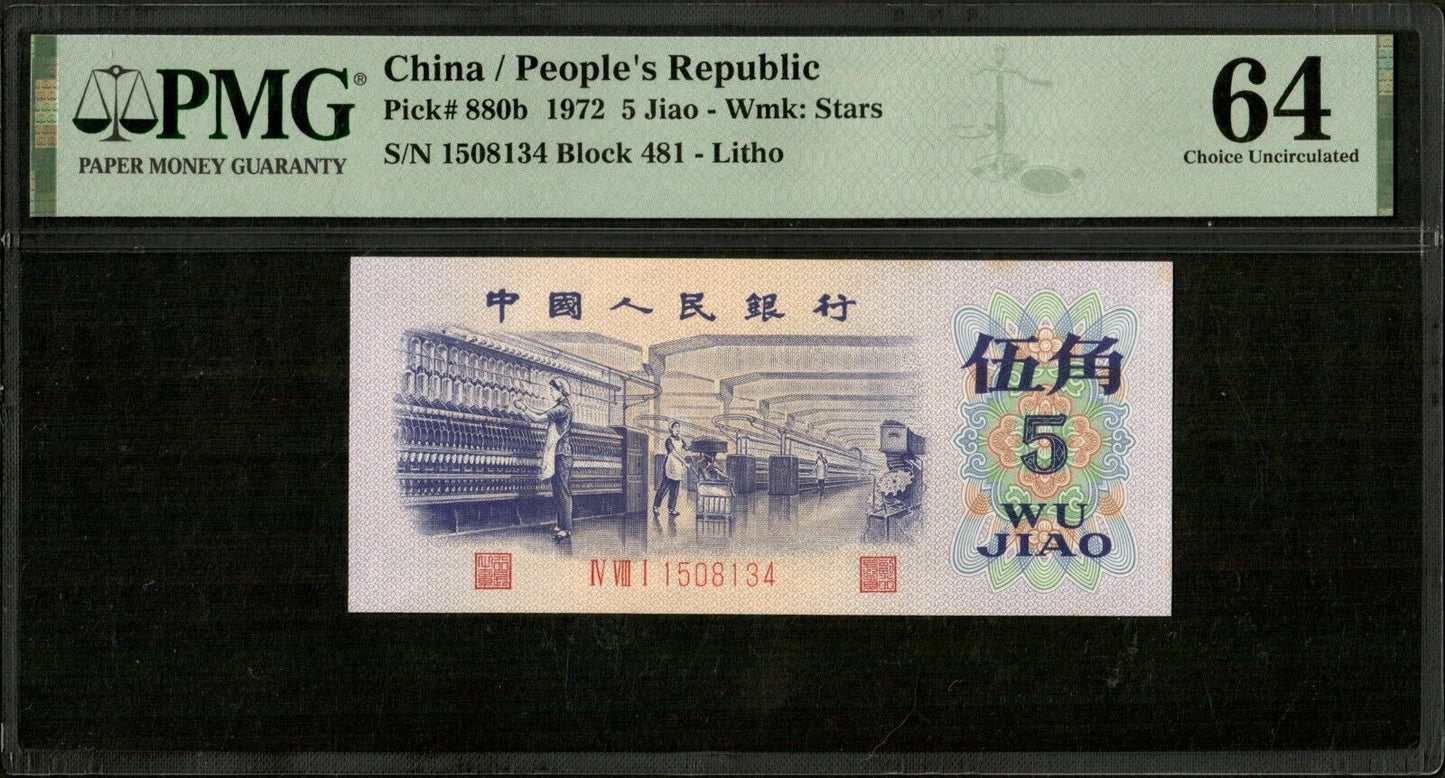 PMG®
PAPER MONEY GUARANTY
China / People's Republic
Pick# 880b 1972 5 Jiao - Wmk: Stars
S/N 1508134 Block 481 - Litho
64
Choice Uncirculated
中國人民銀行
伍角
5
WU
JIAO
IV VIII I 1508134